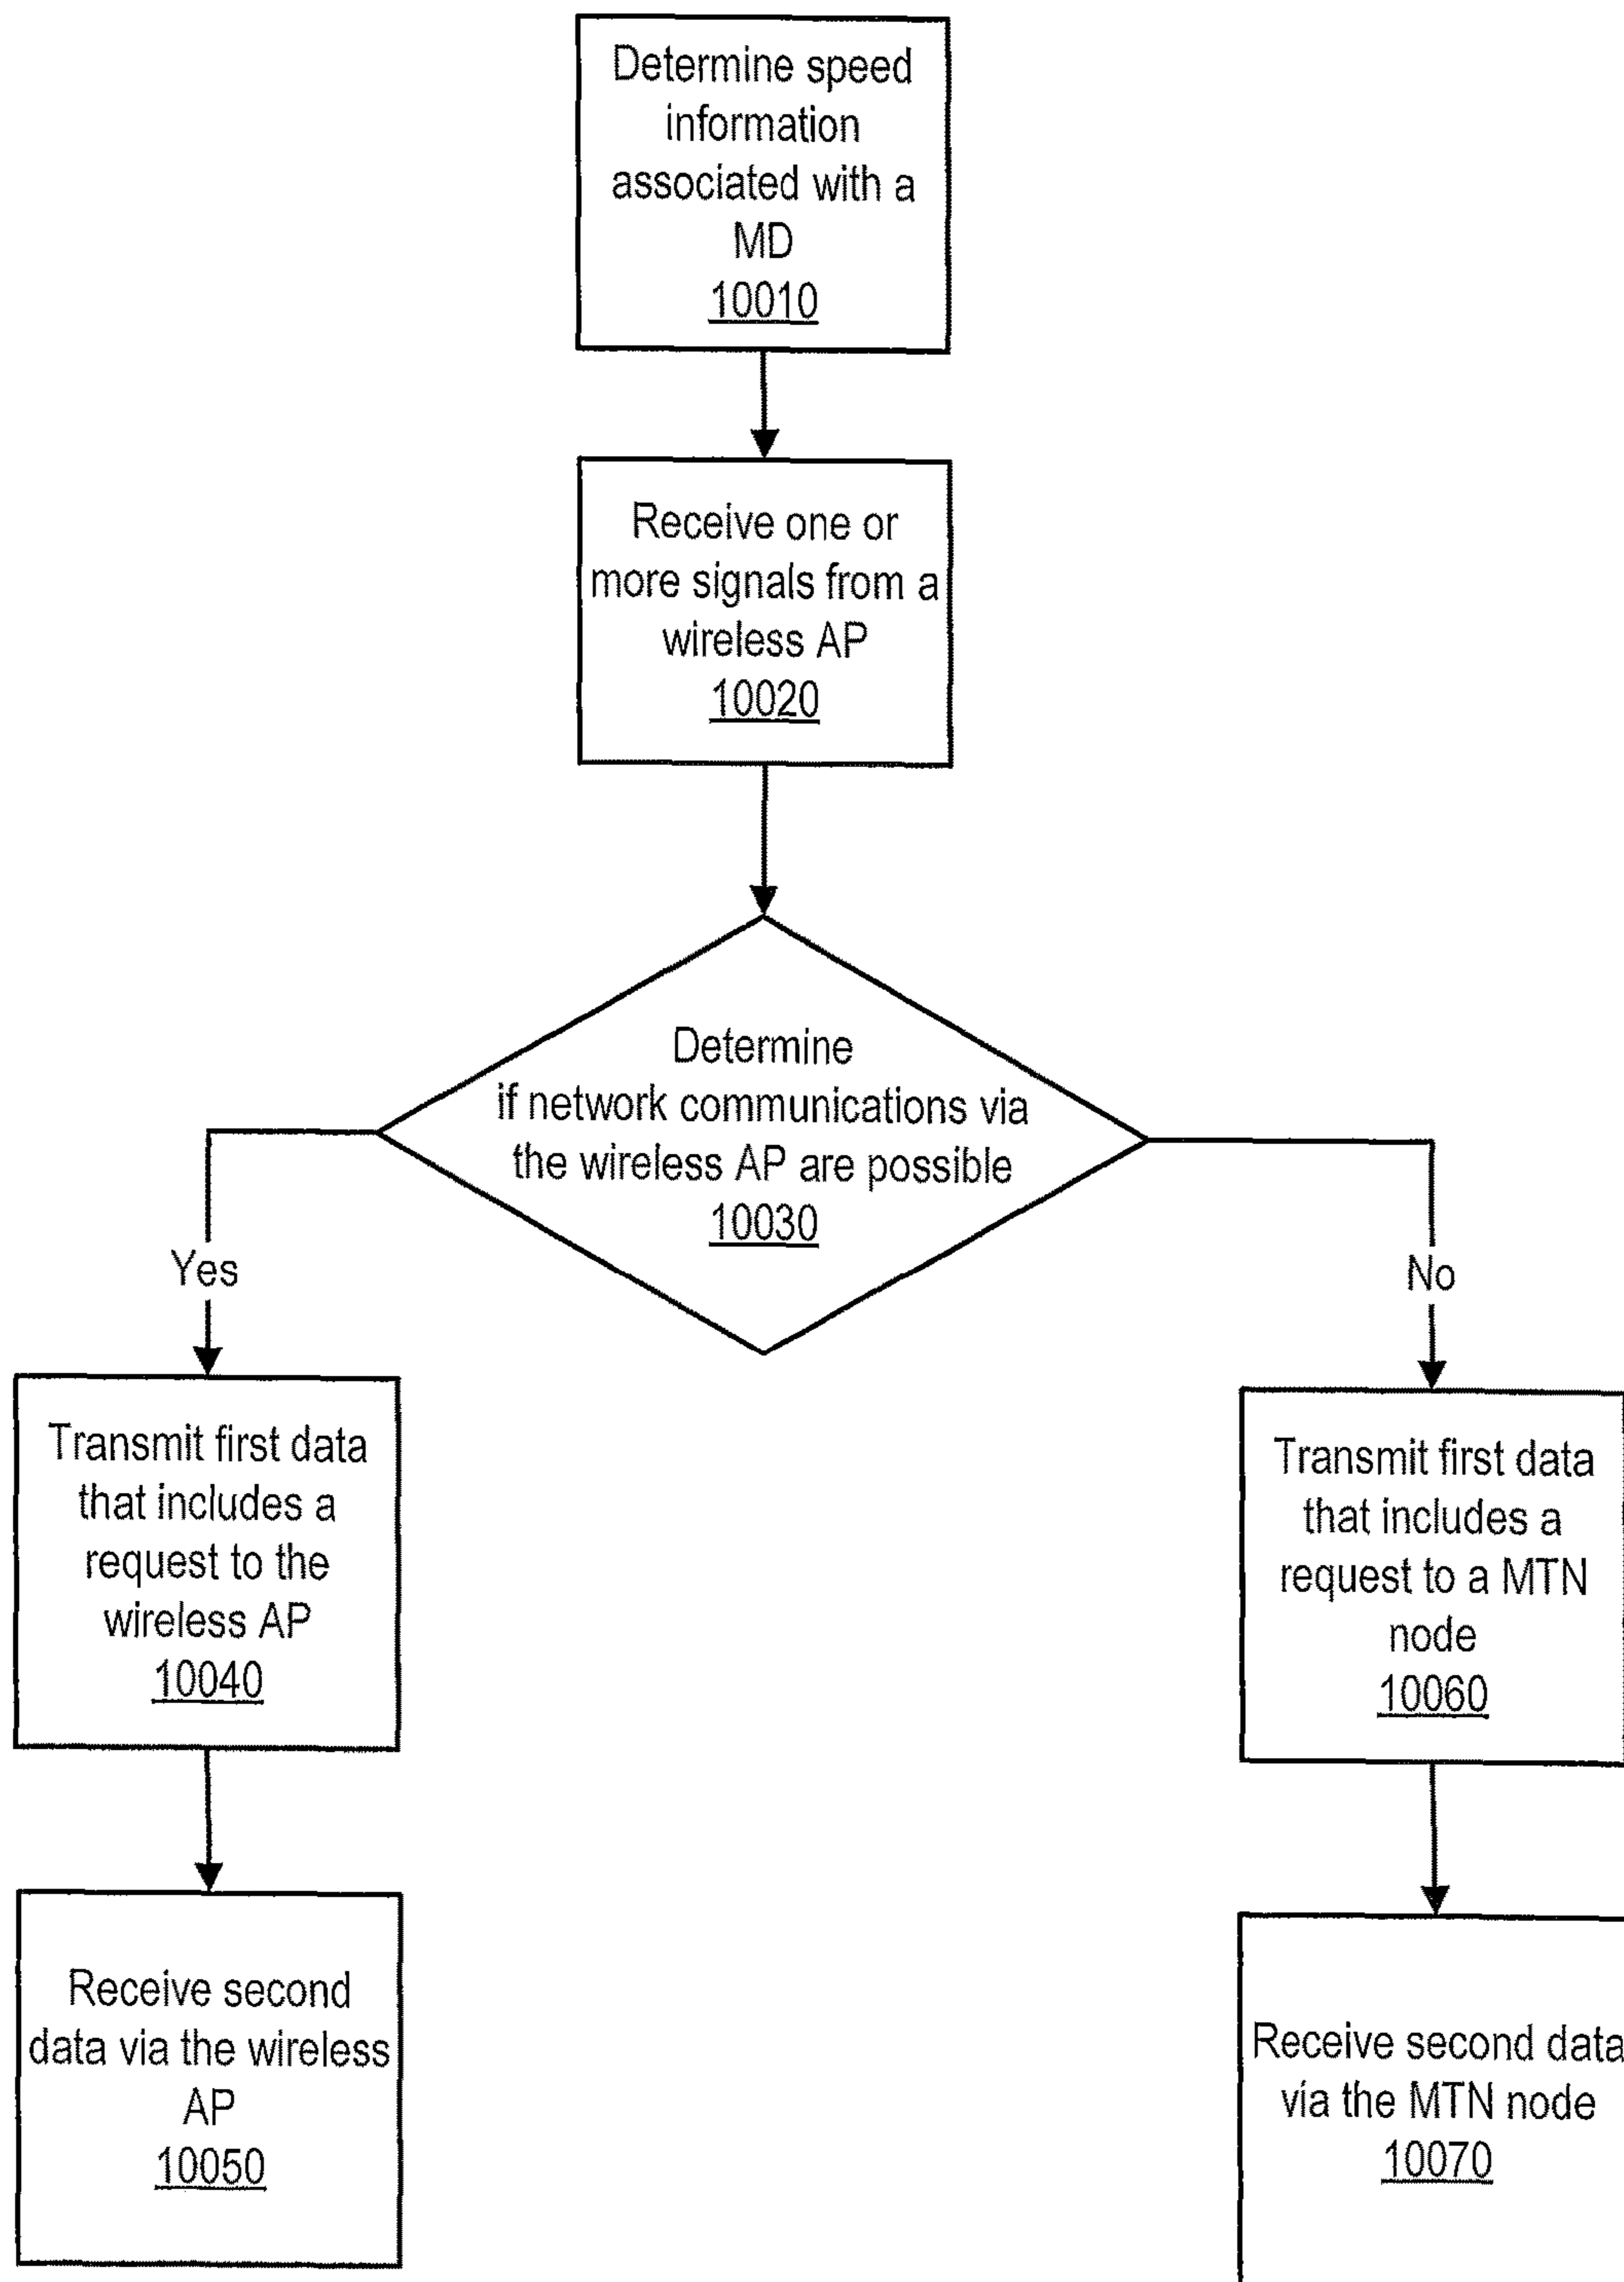 Determine speed
information
associated with a
MD
10010
Receive one or
more signals from a
wireless AP
10020
Determine
if network communications via
the wireless AP are possible
10030
Yes
No
Transmit first data
that includes a
request to the
wireless AP
10040
Transmit first data
that includes a
request to a MTN
node
10060
Receive second
data via the wireless
AP
10050
Receive second data
via the MTN node
10070